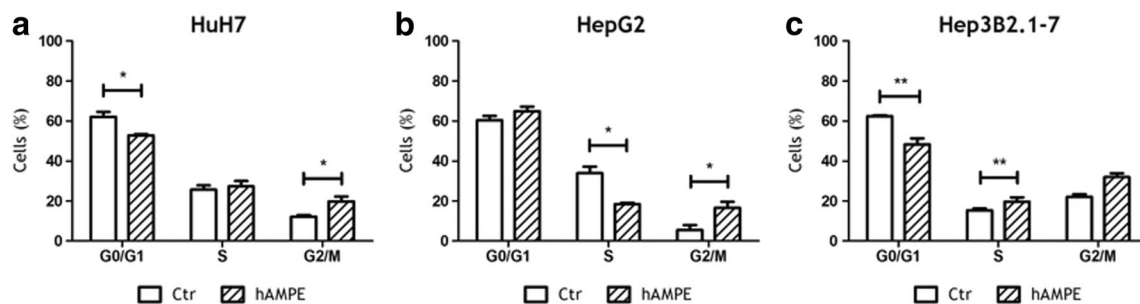 a
HuH7
100
80
60
40
20
0
Cells (%)
*
*
G0/G1 S G2/M
Ctr hAMPE
b
HepG2
100
80
60
40
20
0
Cells (%)
*
*
G0/G1 S G2/M
Ctr hAMPE
c
Hep3B2.1-7
100
80
60
40
20
0
Cells (%)
**
**
G0/G1 S G2/M
Ctr hAMPE